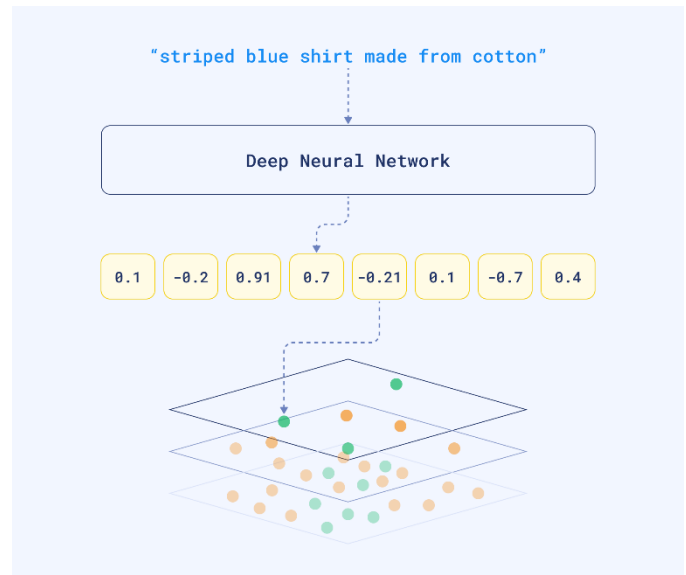 “striped blue shirt made from cotton”
Deep Neural Network
0.1 -0.2 0.91 0.7 -0.21 0.1 -0.7 0.4